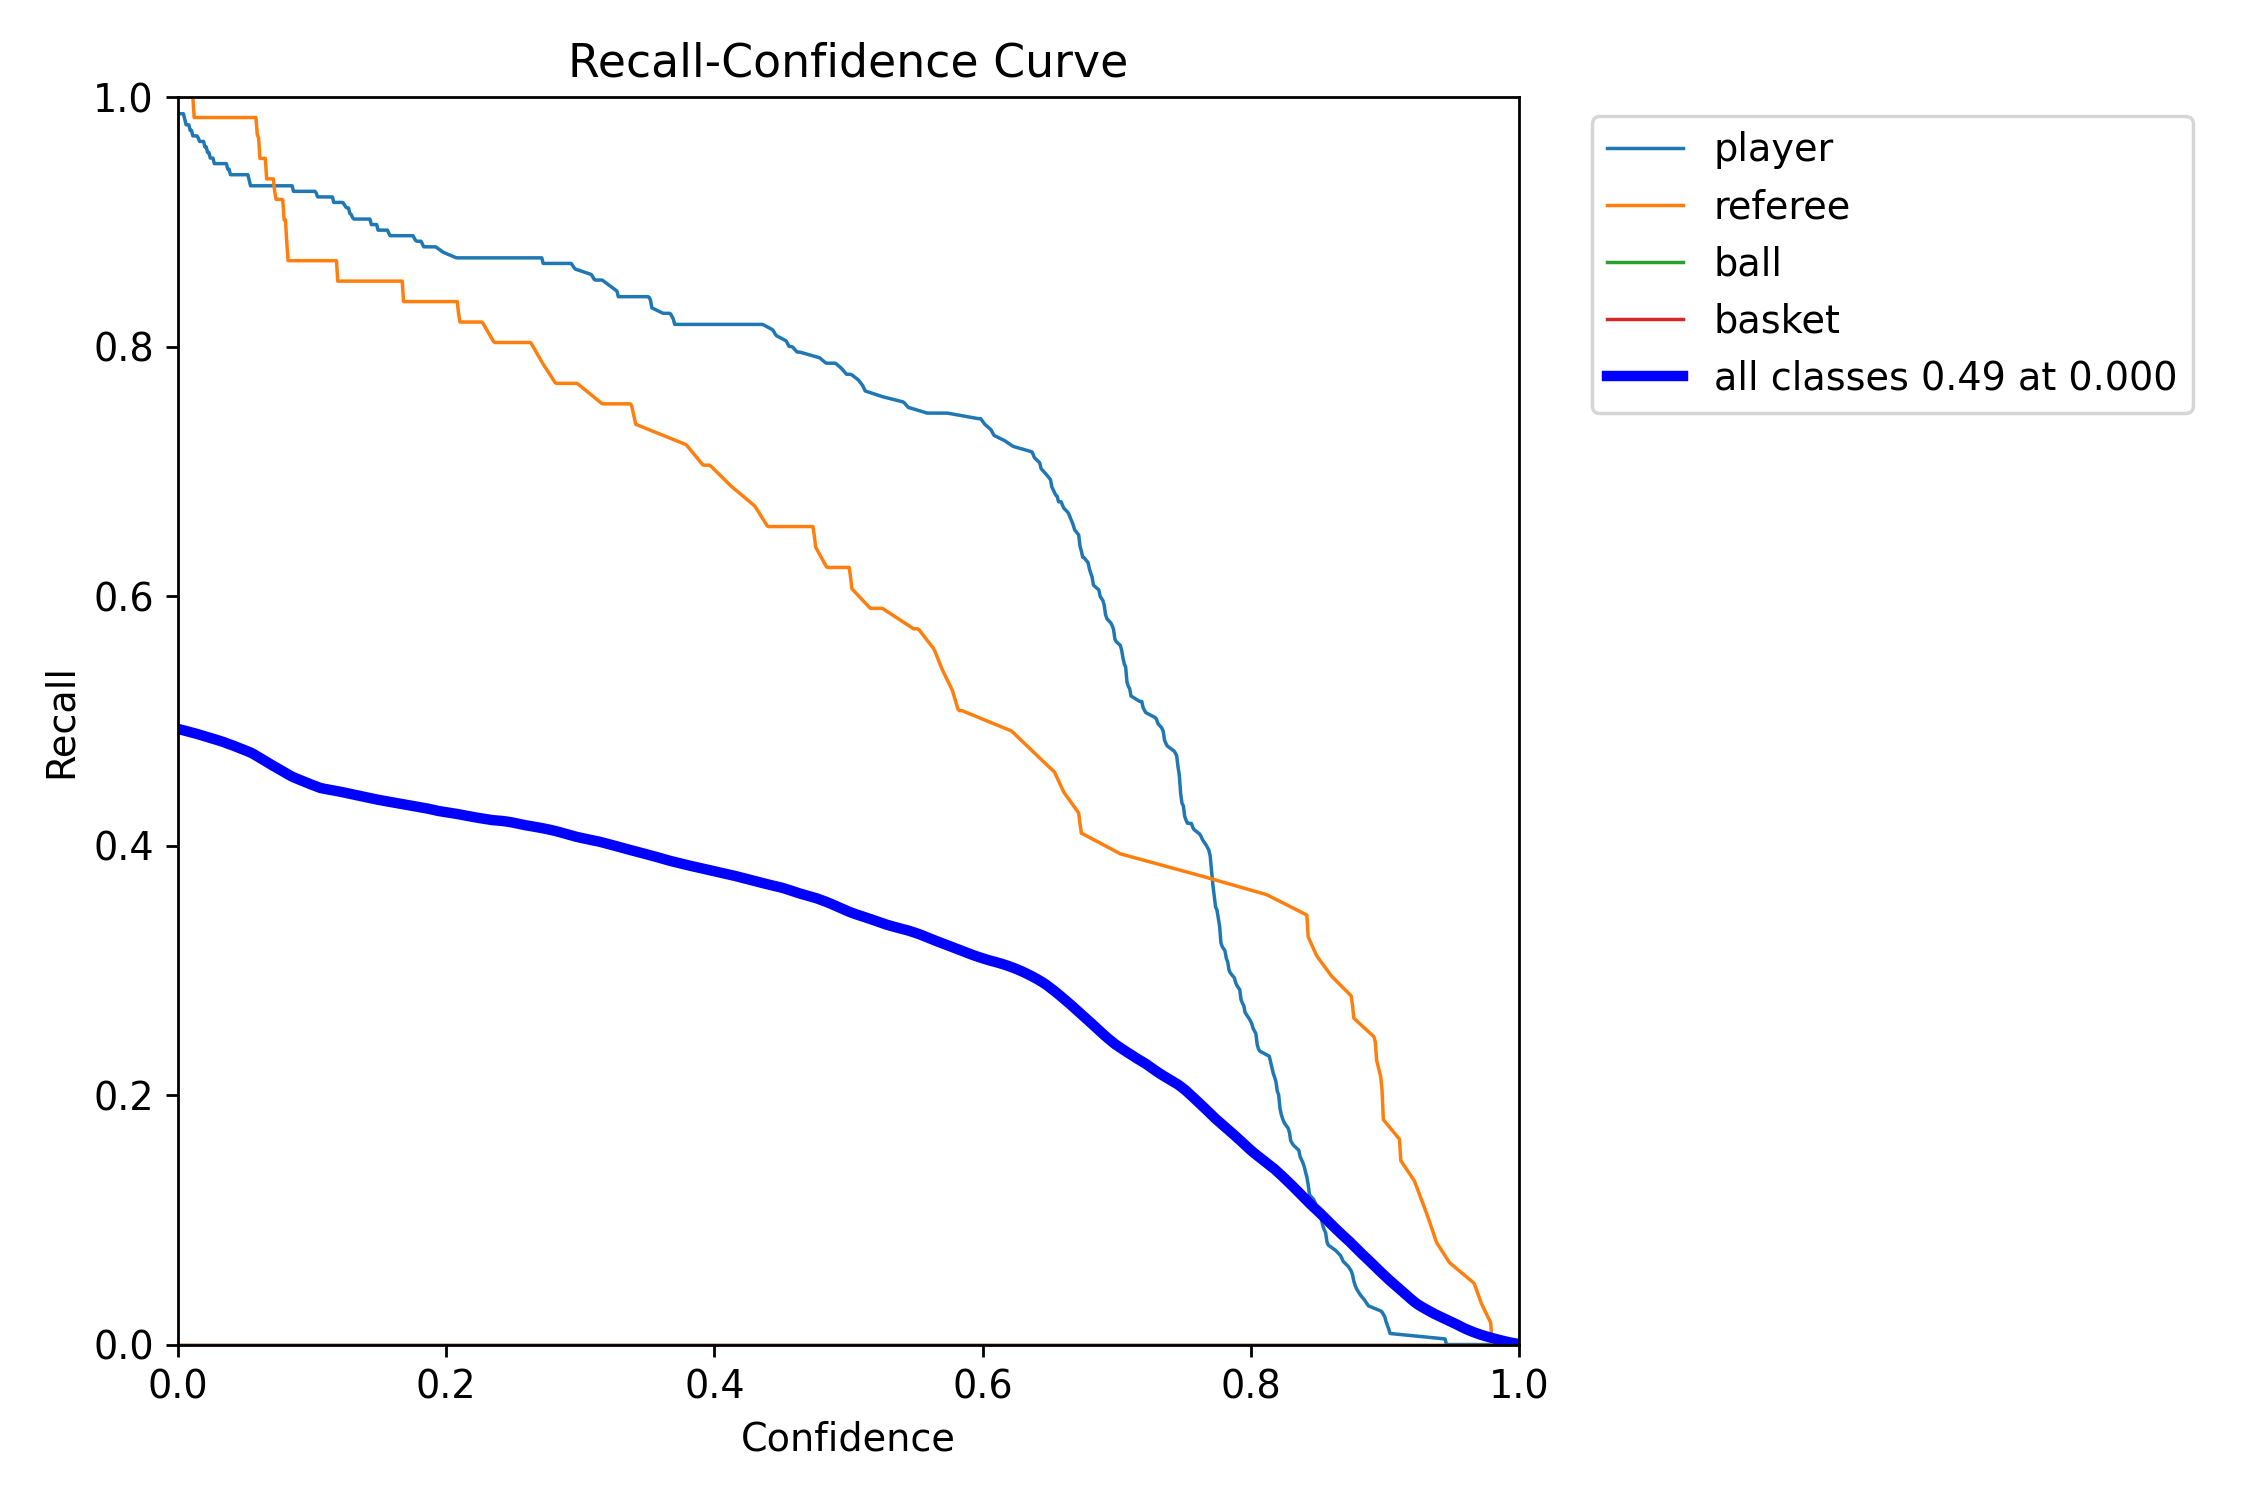 Recall-Confidence Curve
1.0
0.8
0.6
0.4
0.2
0.0
Recall
0.0 0.2 0.4 0.6 0.8 1.0
Confidence
player
referee
ball
basket
all classes 0.49 at 0.000